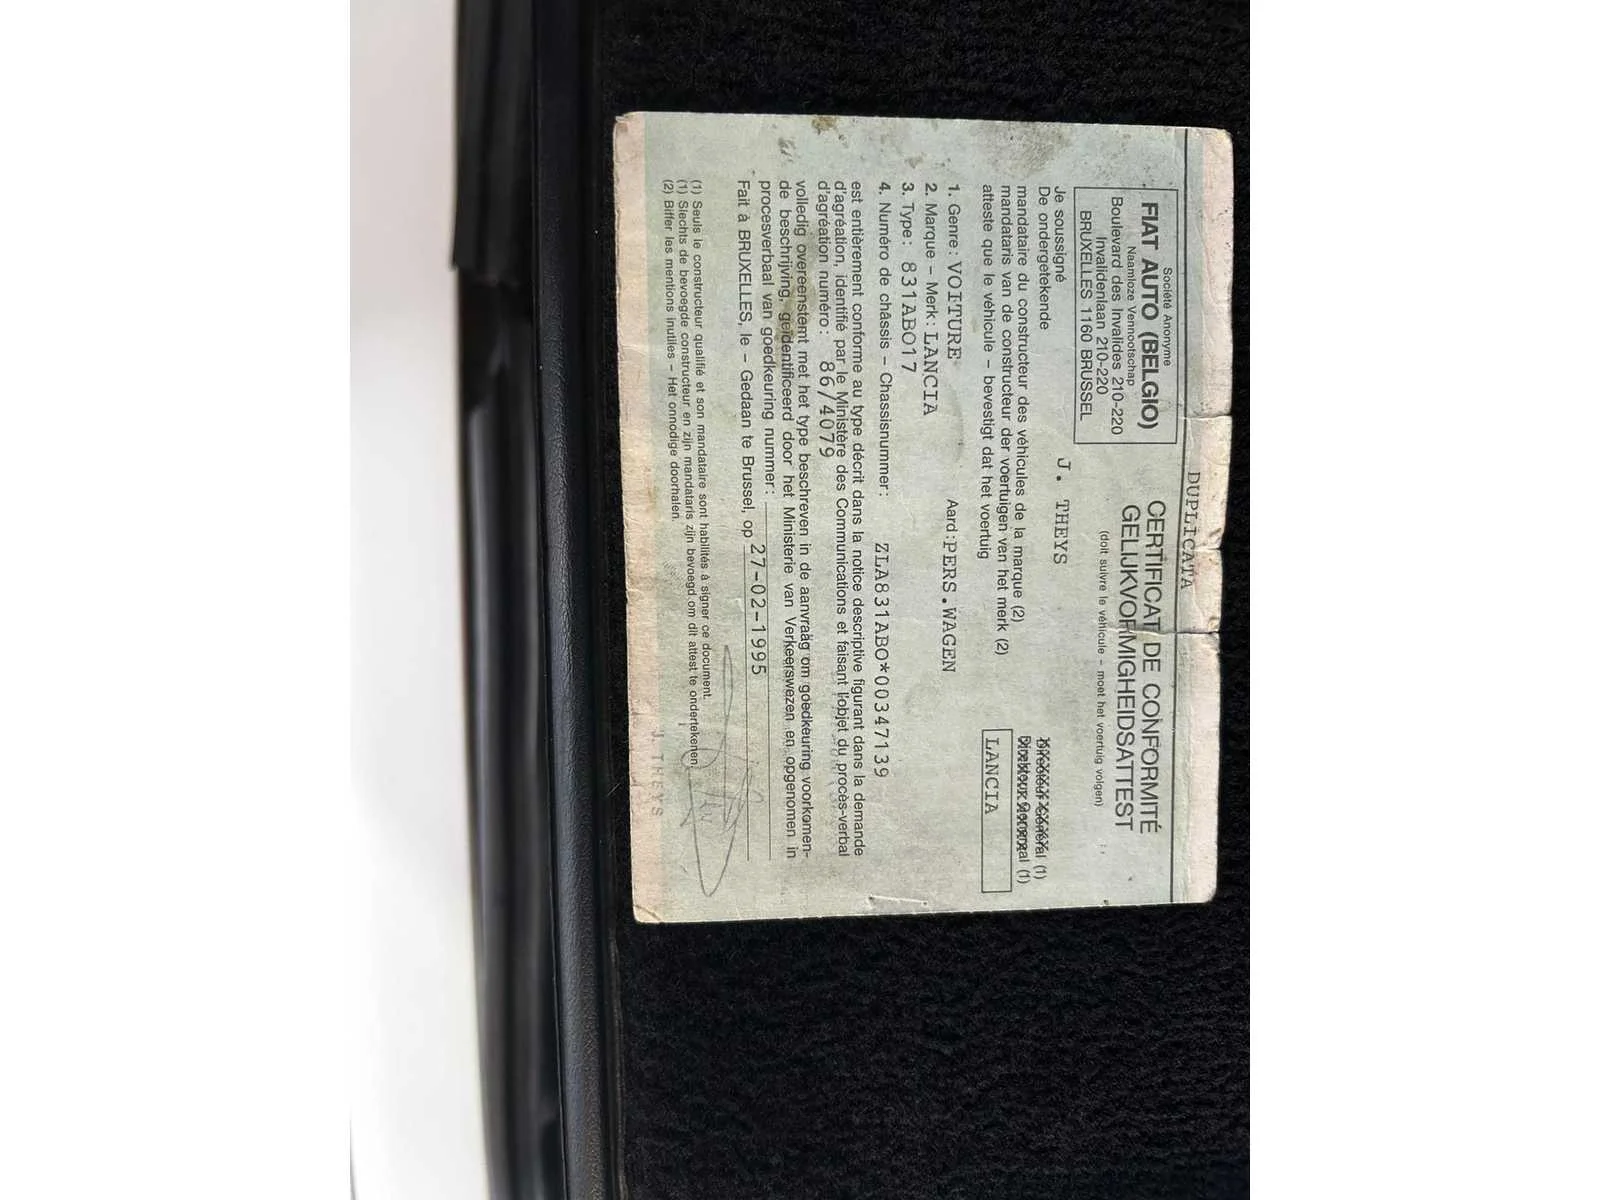 DUPLICATA
Société Anonyme
FIAT AUTO (BELGIO)
Naamloze Vennootschap
Boulevard des Invalides 210-220
Invalidenlaan 210-220
BRUXELLES 1160 BRUSSEL
CERTIFICAT DE CONFORMITÉ
GELIJKVORMIGHEIDSATTEST
(doit suivre le véhicule – moet het voertuig volgen)
Je soussigné
De ondergetekende
J. THEYS
Directeur Général (1)
Direkteur Generaal (1)
mandataire du constructeur des véhicules de la marque (2)
mandataris van de constructeur der voertuigen van het merk (2)
LANCIA
atteste que le véhicule – bevestigt dat het voertuig
1. Genre: VOITURE Aard: PERS.WAGEN
2. Marque – Merk: LANCIA
3. Type: 831ABO17
4. Numéro de châssis – Chassisnummer: ZLA831ABO*00347139
est entièrement conforme au type décrit dans la notice descriptive figurant dans la demande
d'agréation, identifié par le Ministère des Communications et faisant l'objet du procès-verbal
d'agréation numéro: 86/4079
volledig overeenstemt met het type beschreven in de aanvraag om goedkeuring voorkomen-
de beschrijving, geïdentificeerd door het Ministerie van Verkeerswezen en opgenomen in
procesverbaal van goedkeuring nummer:
Fait à BRUXELLES, le – Gedaan te Brussel, op 27-02-1995
(1) Seuls le constructeur qualifié et son mandataire sont habilités à signer ce document.
(1) Slechts de bevoegde constructeur en zijn mandataris zijn bevoegd om dit attest te ondertekenen.
(2) Biffer les mentions inutiles – Het onnodige doorhalen.
J. THEYS